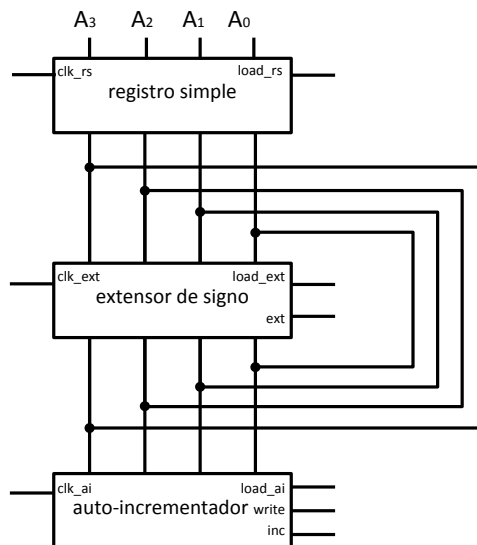 A3 A2 A1 A0
clk_rs load_rs
registro simple
clk_ext load_ext
extensor de signo
ext
clk_ai load_ai
auto-incrementador write
inc